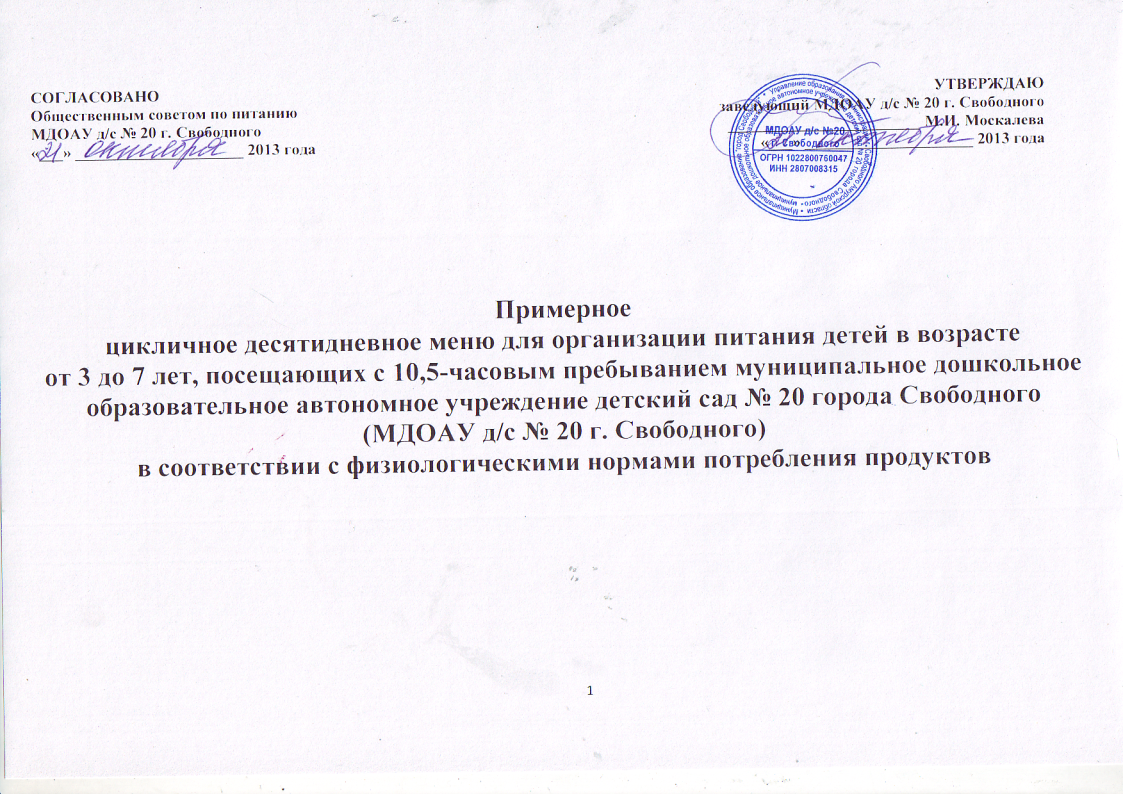 СОГЛАСОВАНО
Общественным советом по питанию
МДОАУ д/с № 20 г. Свободного
«21» октября 2013 года
УТВЕРЖДАЮ
заведующий МДОАУ д/с № 20 г. Свободного
М.И. Москалева
октября 2013 года
МДОАУ д/с №20
г. Свободного
ОГРН 1022800760047
ИНН 2807008315
Примерное
цикличное десятидневное меню для организации питания детей в возрасте
от 3 до 7 лет, посещающих с 10,5-часовым пребыванием муниципальное дошкольное
образовательное автономное учреждение детский сад № 20 города Свободного
(МДОАУ д/с № 20 г. Свободного)
в соответствии с физиологическими нормами потребления продуктов
1